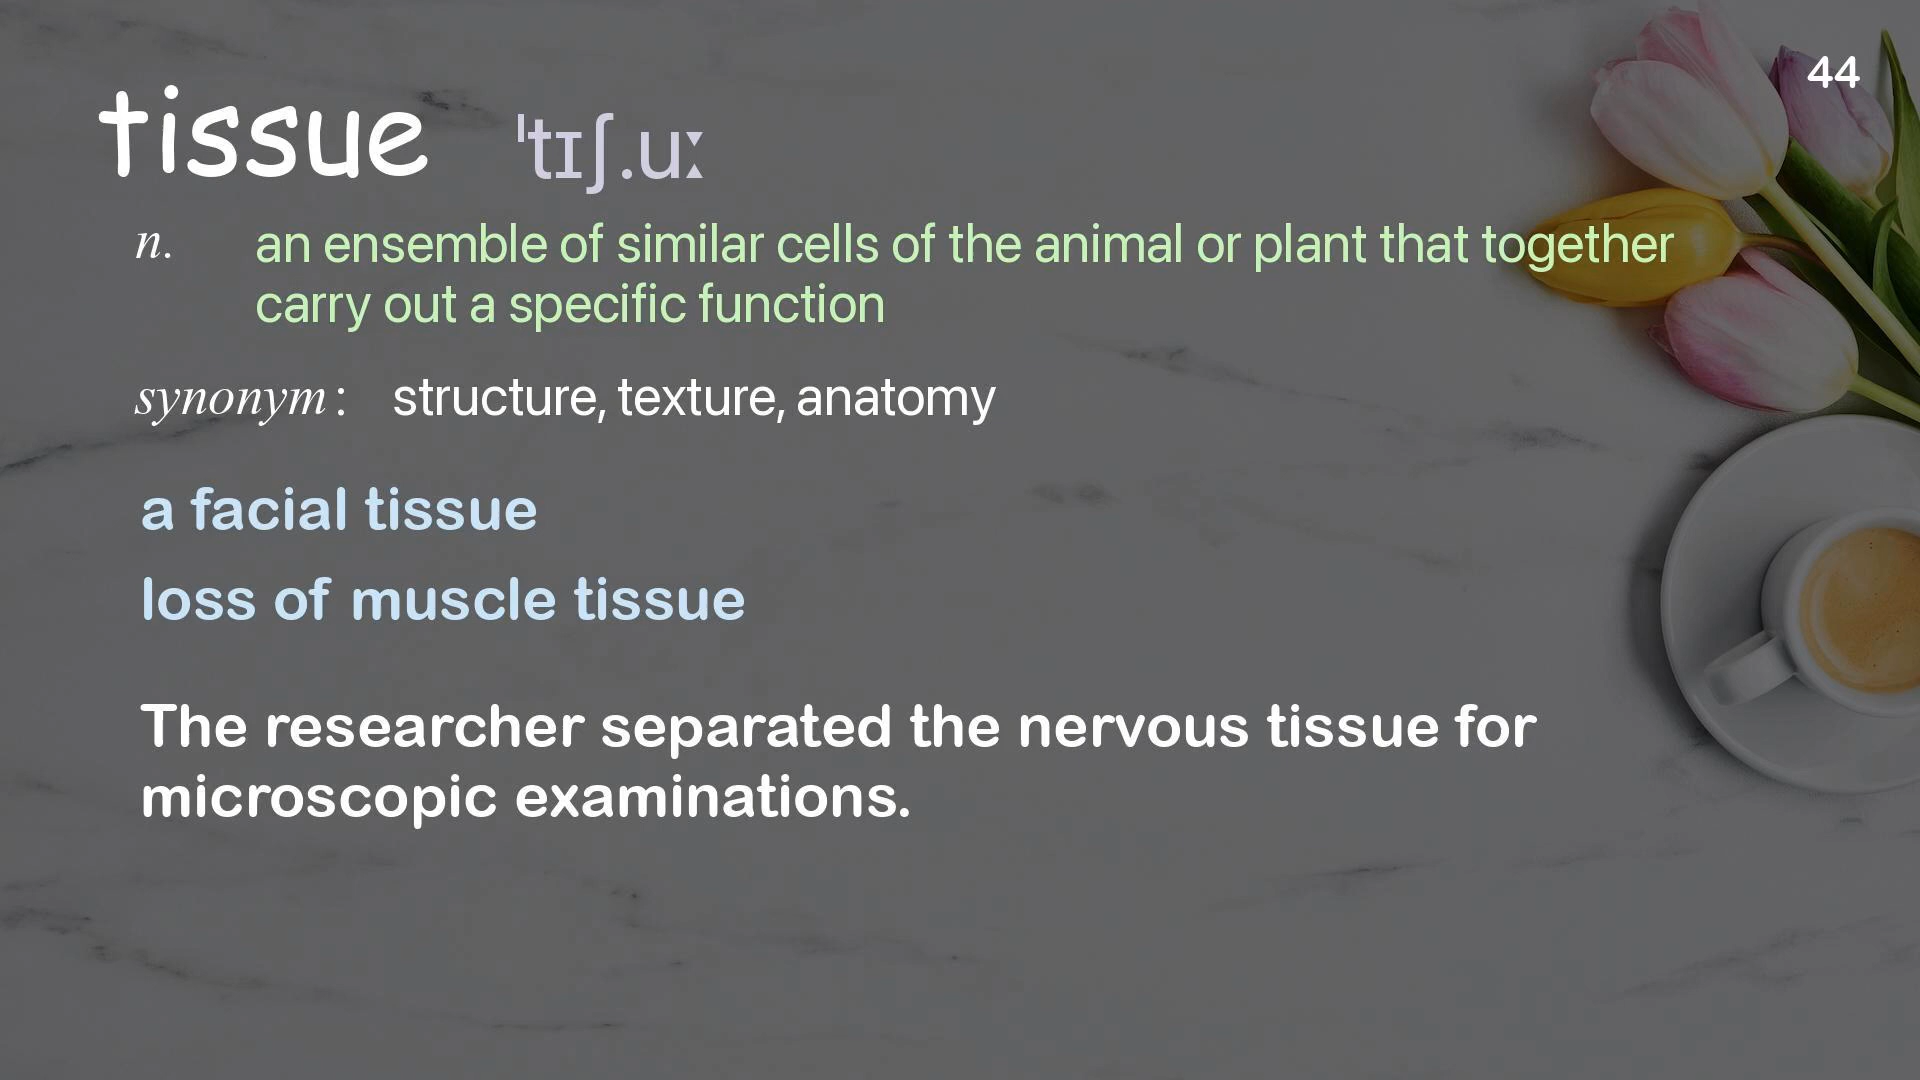 44
tissue ˈtɪʃ.uː
n. an ensemble of similar cells of the animal or plant that together
carry out a specific function
synonym : structure, texture, anatomy
a facial tissue
loss of muscle tissue
The researcher separated the nervous tissue for
microscopic examinations.